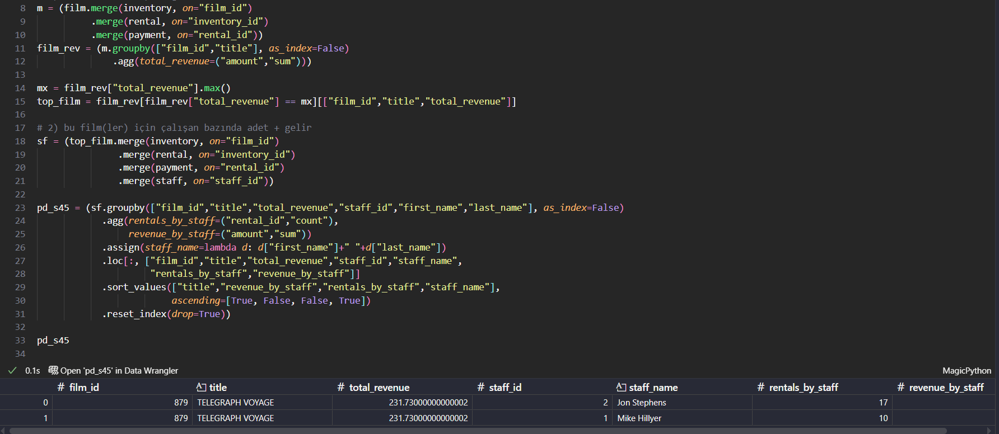 8 m = (film.merge(inventory, on="film_id")
9 .merge(rental, on="inventory_id")
10 .merge(payment, on="rental_id"))
11 film_rev = (m.groupby(["film_id","title"], as_index=False)
12 .agg(total_revenue=("amount","sum")))
13
14 mx = film_rev["total_revenue"].max()
15 top_film = film_rev[film_rev["total_revenue"] == mx][["film_id","title","total_revenue"]]
16
17 # 2) bu film(ler) için çalışan bazında adet + gelir
18 sf = (top_film.merge(inventory, on="film_id")
19 .merge(rental, on="inventory_id")
20 .merge(payment, on="rental_id")
21 .merge(staff, on="staff_id"))
22
23 pd_s45 = (sf.groupby(["film_id","title","total_revenue","staff_id","first_name","last_name"], as_index=False)
24 .agg(rentals_by_staff=("rental_id","count"),
25 revenue_by_staff=("amount","sum"))
26 .assign(staff_name=lambda d: d["first_name"]+" "+d["last_name"])
27 .loc[:, ["film_id","title","total_revenue","staff_id","staff_name",
28 "rentals_by_staff","revenue_by_staff"]]
29 .sort_values(["title","revenue_by_staff","rentals_by_staff","staff_name"],
30 ascending=[True, False, False, True])
31 .reset_index(drop=True))
32
33 pd_s45
34
0.1s Open 'pd_s45' in Data Wrangler MagicPython
# film_id title # total_revenue # staff_id staff_name # rentals_by_staff # revenue_by_staff
0 879 TELEGRAPH VOYAGE 231.73000000000002 2 Jon Stephens 17
1 879 TELEGRAPH VOYAGE 231.73000000000002 1 Mike Hillyer 10